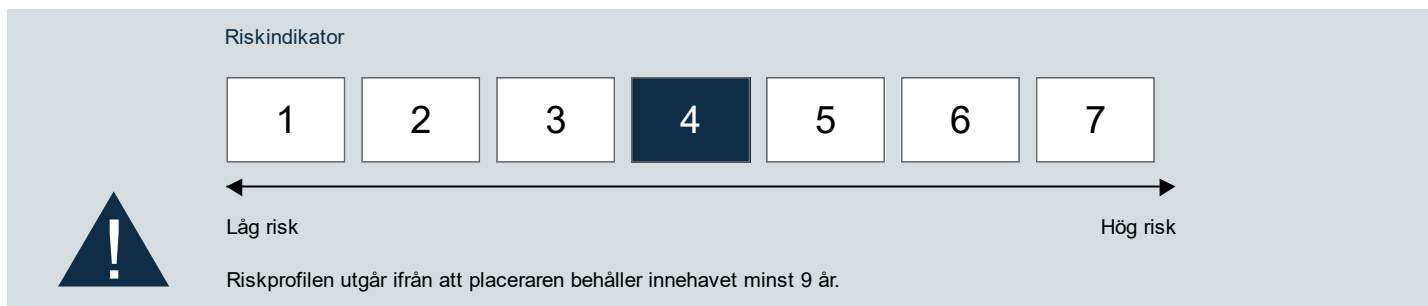 Riskindikator
1 2 3 4 5 6 7
!
Låg risk Hög risk
Riskprofilen utgår ifrån att placeraren behåller innehavet minst 9 år.